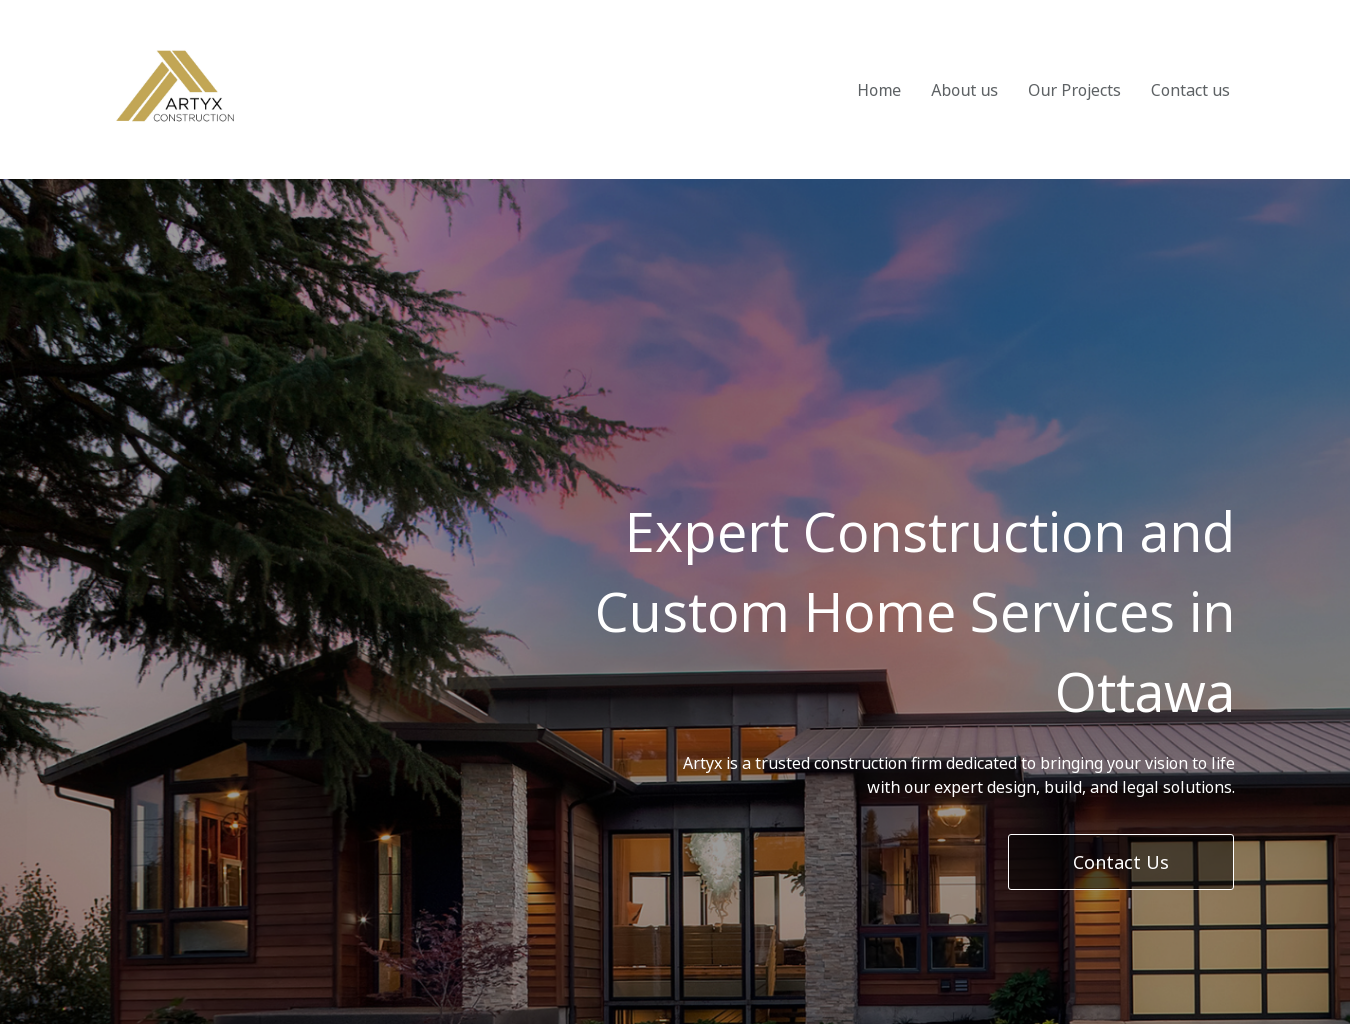 ARTYX
CONSTRUCTION
Home About us Our Projects Contact us
Expert Construction and
Custom Home Services in
Ottawa
Artyx is a trusted construction firm dedicated to bringing your vision to life
with our expert design, build, and legal solutions.
Contact Us